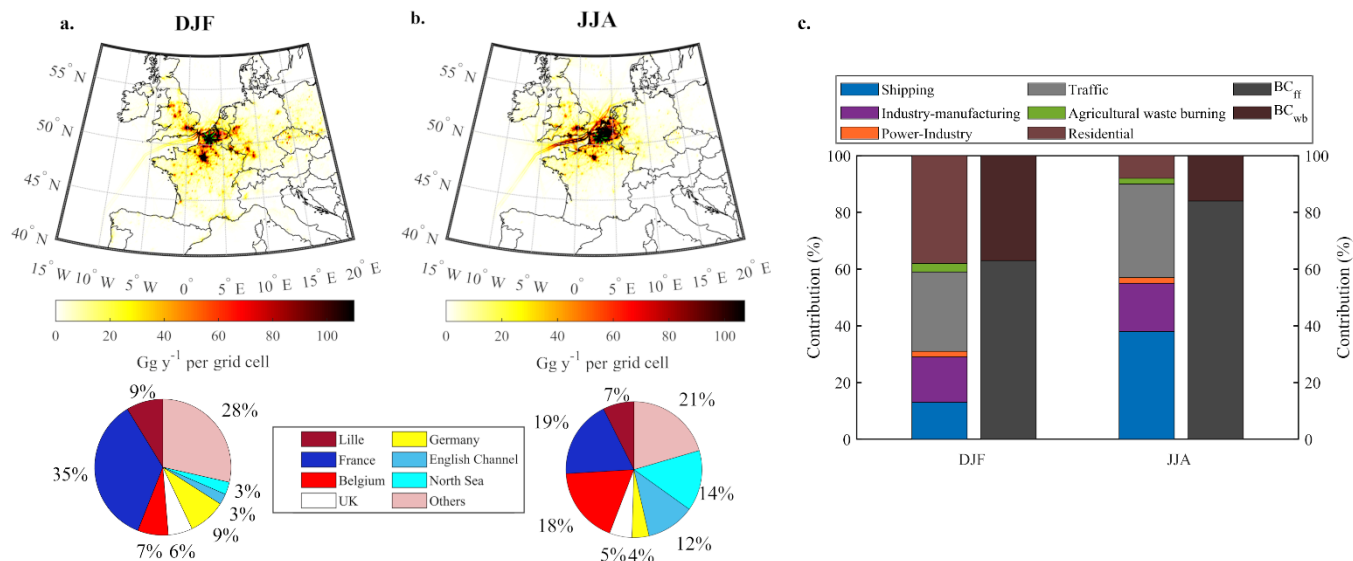 a.
DJF
b.
JJA
c.
55° N
50° N
45° N
40° N
15° W 10° W 5° W 0° 5° E 10° E 15° E 20° E
0 20 40 60 80 100
Gg y⁻¹ per grid cell
55° N
50° N
45° N
40° N
15° W 10° W 5° W 0° 5° E 10° E 15° E 20° E
0 20 40 60 80 100
Gg y⁻¹ per grid cell
9%
28%
35%
3%
3%
9%
7%
6%
Lille
Germany
France
English Channel
Belgium
North Sea
UK
Others
7%
21%
19%
14%
18%
12%
5%
4%
Shipping
Traffic
BCff
Industry-manufacturing
Agricultural waste burning
BCwb
Power-Industry
Residential
100
80
60
40
20
0
Contribution (%)
DJF
JJA
100
80
60
40
20
0
Contribution (%)